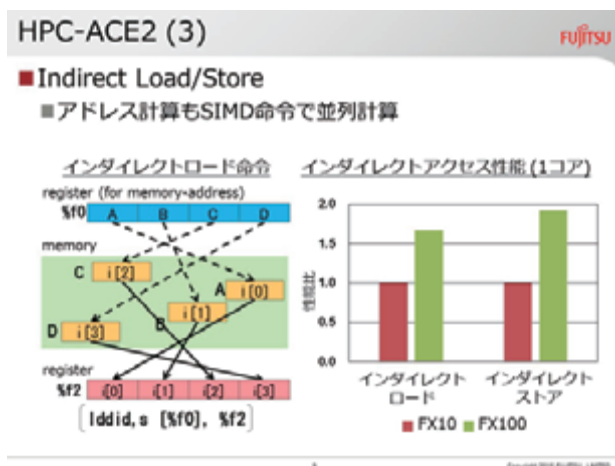 HPC-ACE2 (3)
FUJITSU
■Indirect Load/Store
■アドレス計算もSIMD命令で並列計算
インダイレクトロード命令
register (for memory-address)
%f0 A B C D
memory
C i[2]
A i[0]
B i[1]
D i[3]
register
%f2 i[0] i[1] i[2] i[3]
lddid,s [%f0], %f2
インダイレクトアクセス性能 (1コア)
性能比
2.0
1.5
1.0
0.5
0.0
インダイレクト
ロード
インダイレクト
ストア
FX10 FX100